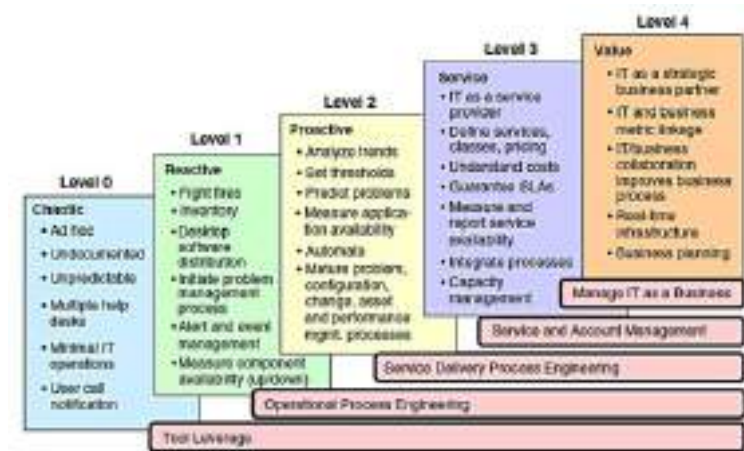 Level 0
Chaotic
• Ad hoc
• Undocumented
• Unpredictable
• Multiple help
desks
• Minimal IT
operations
• User call
notification
Level 1
Reactive
• Fight fires
• Inventory
• Desktop
software
distribution
• Initiate problem
management
process
• Alert and event
management
• Measure component
availability (up/down)
Level 2
Proactive
• Analyze trends
• Set thresholds
• Predict problems
• Measure applica-
tion availability
• Automate
• Mature problem,
configuration,
change, asset
and performance
mgmt. processes
Level 3
Service
• IT as a service
provider
• Define services,
classes, pricing
• Understand costs
• Guarantee SLAs
• Measure and
report service
availability
• Integrate processes
• Capacity
management
Level 4
Value
• IT as a strategic
business partner
• IT and business
metric linkage
• IT/business
collaboration
improves business
process
• Real-time
infrastructure
• Business planning
Manage IT as a Business
Service and Account Management
Service Delivery Process Engineering
Operational Process Engineering
Tool Leverage